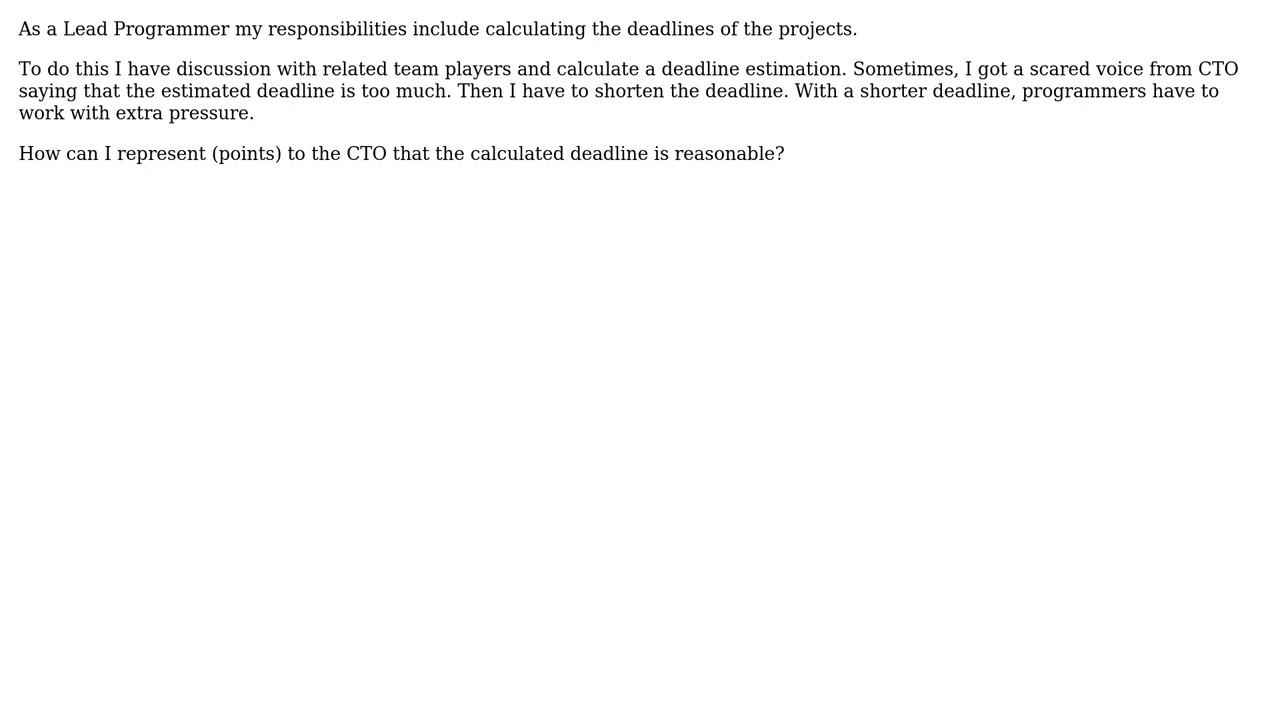 As a Lead Programmer my responsibilities include calculating the deadlines of the projects.
To do this I have discussion with related team players and calculate a deadline estimation. Sometimes, I got a scared voice from CTO
saying that the estimated deadline is too much. Then I have to shorten the deadline. With a shorter deadline, programmers have to
work with extra pressure.
How can I represent (points) to the CTO that the calculated deadline is reasonable?